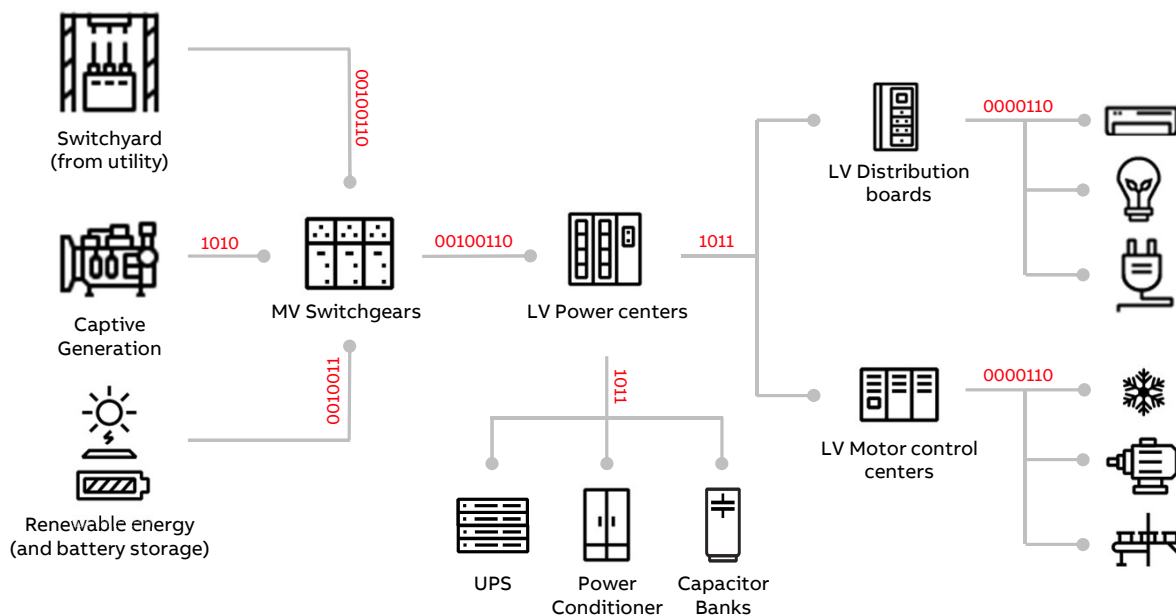 Switchyard
(from utility)
00100110
Captive
Generation
1010
Renewable energy
(and battery storage)
0010011
MV Switchgears
00100110
LV Power centers
1011
1011
UPS
Power
Conditioner
Capacitor
Banks
LV Distribution
boards
0000110
LV Motor control
centers
0000110